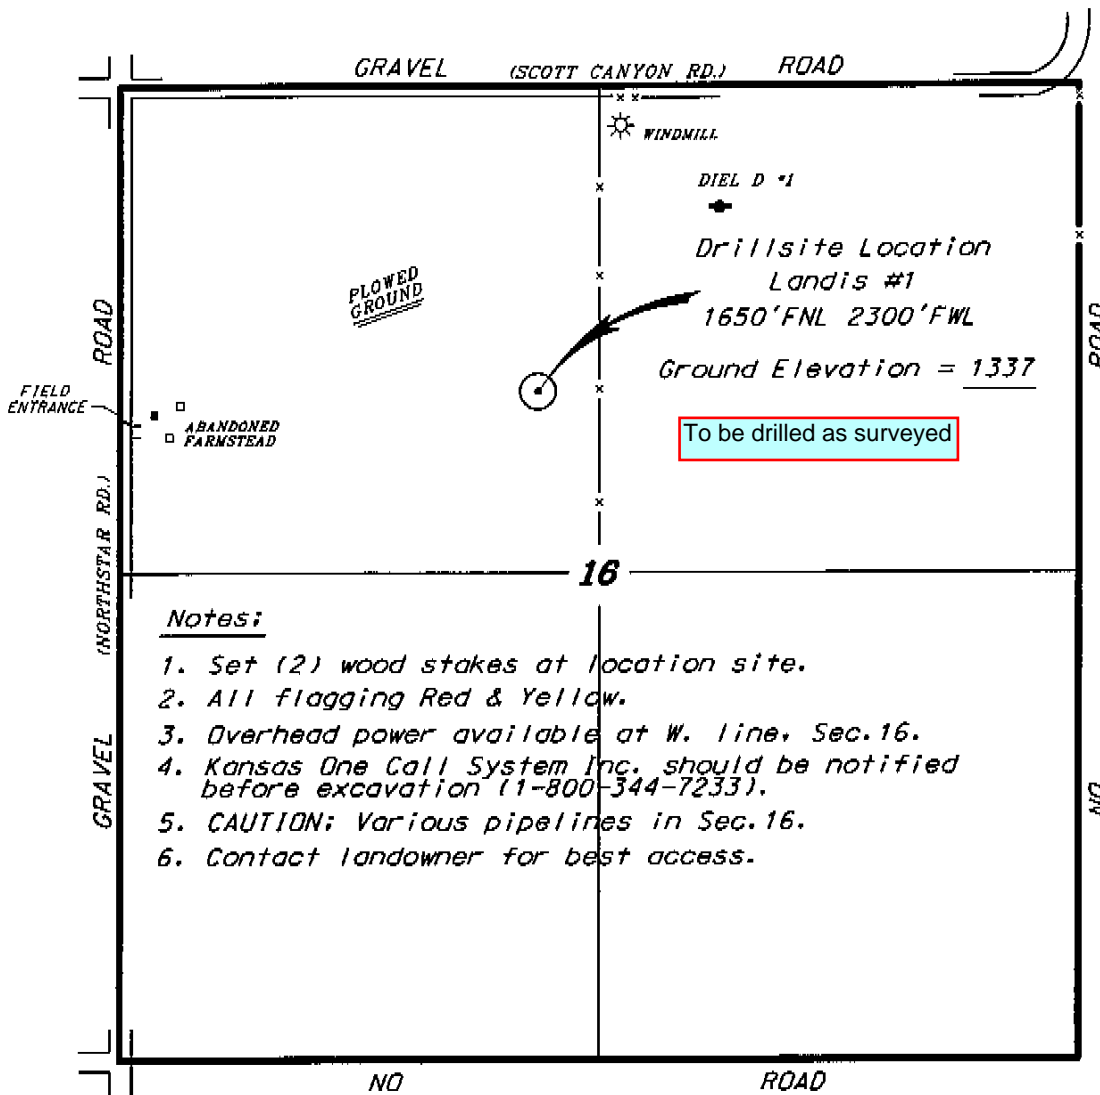 GRAVEL (SCOTT CANYON RD.) ROAD
WINDMILL
DIEL D #1
Drillsite Location
Landis #1
1650'FNL 2300'FWL
Ground Elevation = 1337
To be drilled as surveyed
PLOWED
GROUND
ROAD
ROAD
FIELD
ENTRANCE
ABANDONED
FARMSTEAD
(NORTHSTAR RD.)
16
Notes:
1. Set (2) wood stakes at location site.
2. All flagging Red & Yellow.
3. Overhead power available at W. line, Sec.16.
4. Kansas One Call System Inc. should be notified
before excavation (1-800-344-7233).
5. CAUTION: Various pipelines in Sec.16.
6. Contact landowner for best access.
GRAVEL
NO
NO ROAD